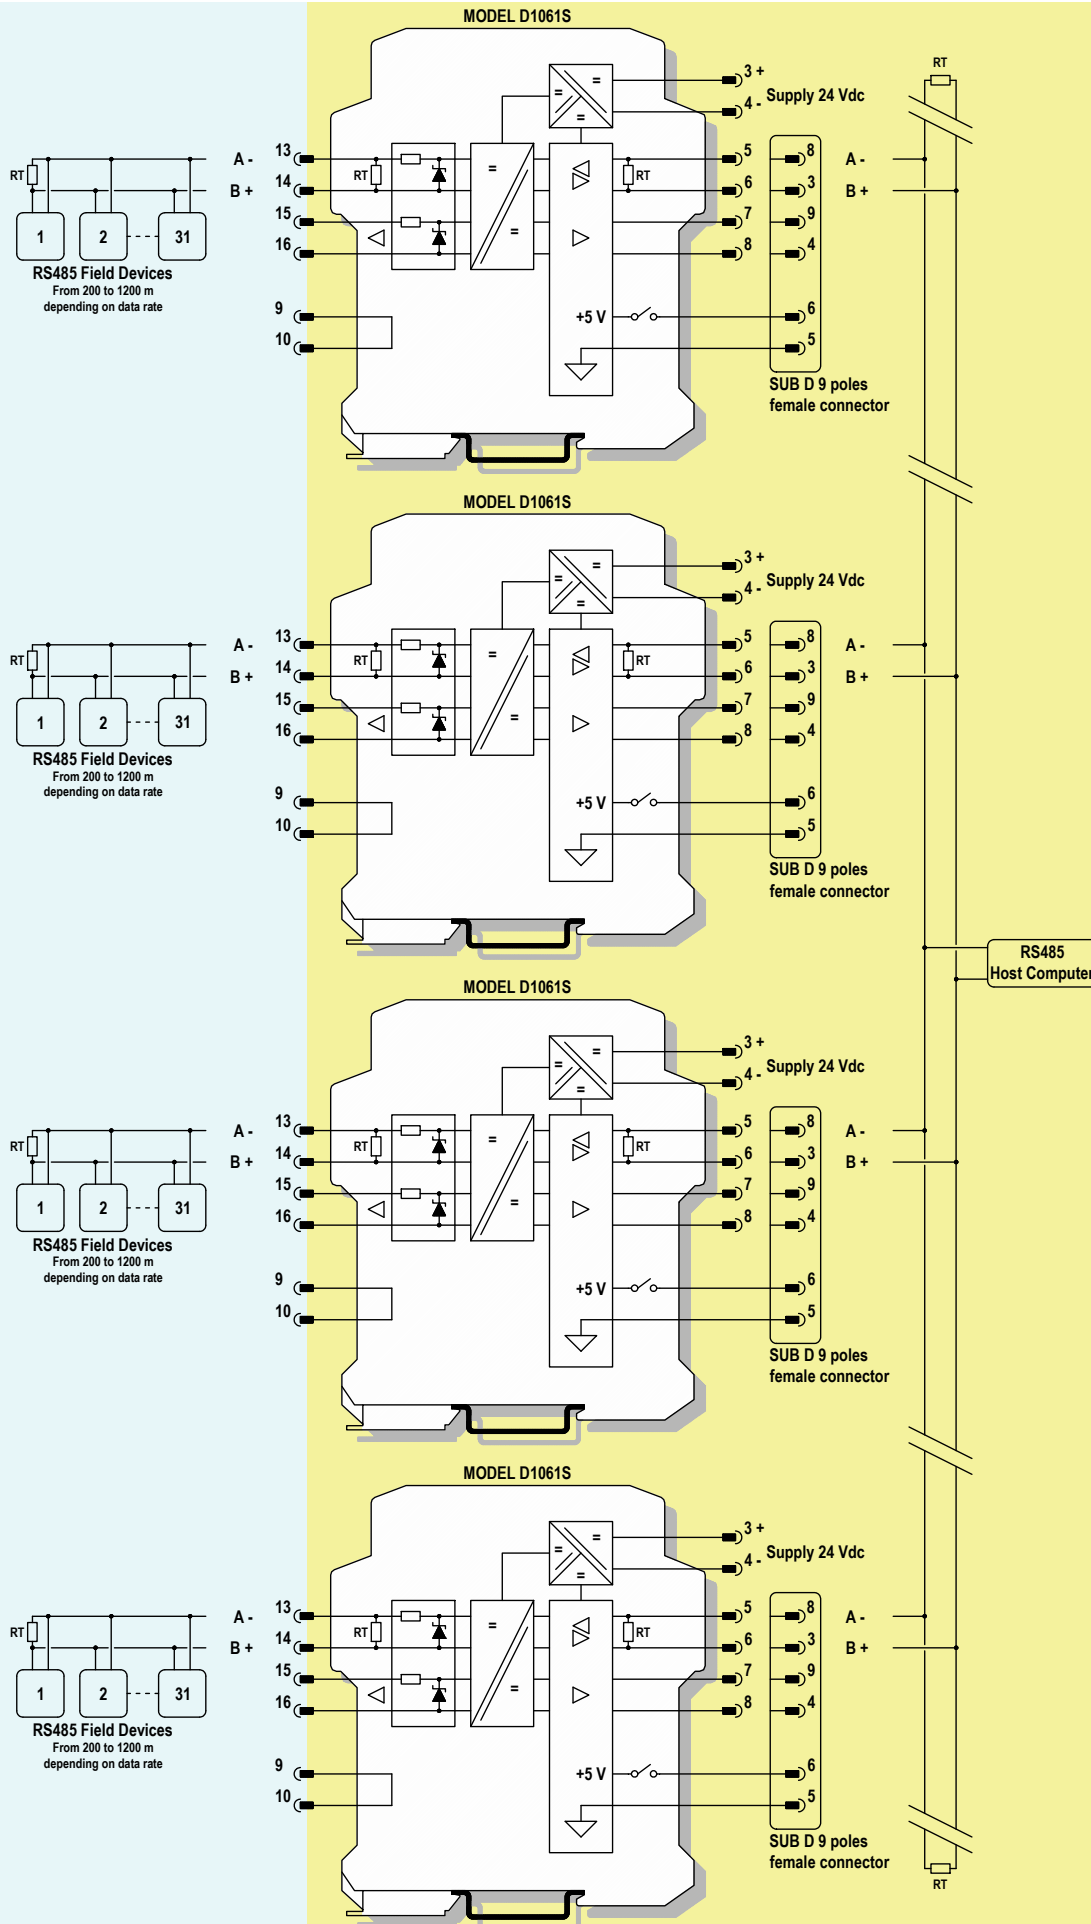 MODEL D1061S
RT
3 +
Supply 24 Vdc
4 -
=
=
=
13
A -
RT
14
B +
15
16
1
2
31
RS485 Field Devices
From 200 to 1200 m
depending on data rate
9
10
RT
=
=
RT
+5 V
5
6
7
8
8
3
9
4
6
5
A -
B +
SUB D 9 poles
female connector
MODEL D1061S
3 +
Supply 24 Vdc
4 -
=
=
=
13
A -
RT
14
B +
15
16
1
2
31
RS485 Field Devices
From 200 to 1200 m
depending on data rate
9
10
RT
=
=
RT
+5 V
5
6
7
8
8
3
9
4
6
5
A -
B +
SUB D 9 poles
female connector
RS485
Host Computer
MODEL D1061S
3 +
Supply 24 Vdc
4 -
=
=
=
13
A -
RT
14
B +
15
16
1
2
31
RS485 Field Devices
From 200 to 1200 m
depending on data rate
9
10
RT
=
=
RT
+5 V
5
6
7
8
8
3
9
4
6
5
A -
B +
SUB D 9 poles
female connector
MODEL D1061S
3 +
Supply 24 Vdc
4 -
=
=
=
13
A -
RT
14
B +
15
16
1
2
31
RS485 Field Devices
From 200 to 1200 m
depending on data rate
9
10
RT
=
=
RT
+5 V
5
6
7
8
8
3
9
4
6
5
A -
B +
SUB D 9 poles
female connector
RT